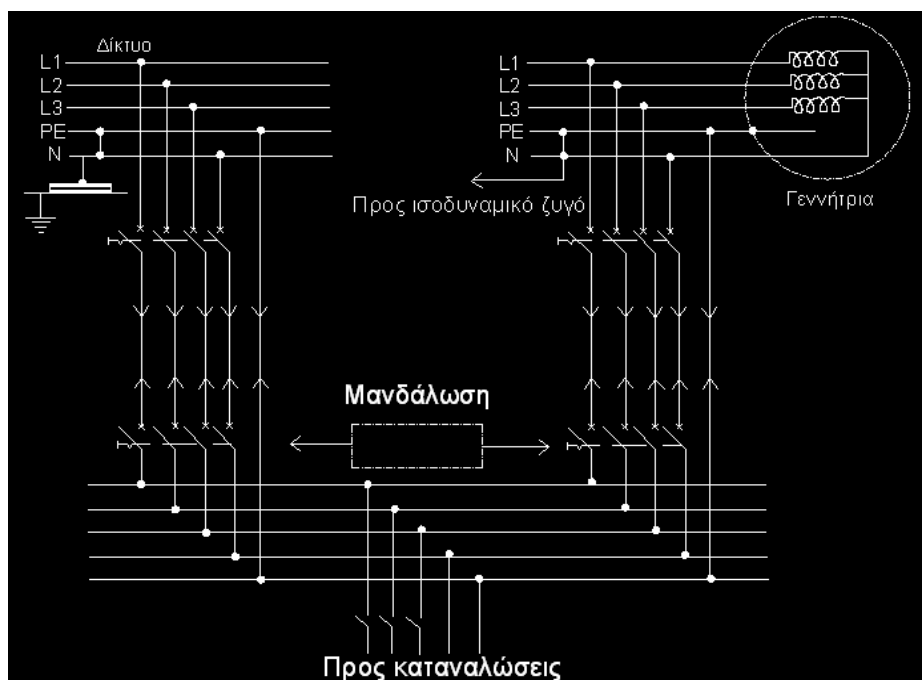 Δίκτυο
L1
L2
L3
PE
N
L1
L2
L3
PE
N
Προς ισοδυναμικό ζυγό
Γεννήτρια
Μανδάλωση
Προς καταναλώσεις